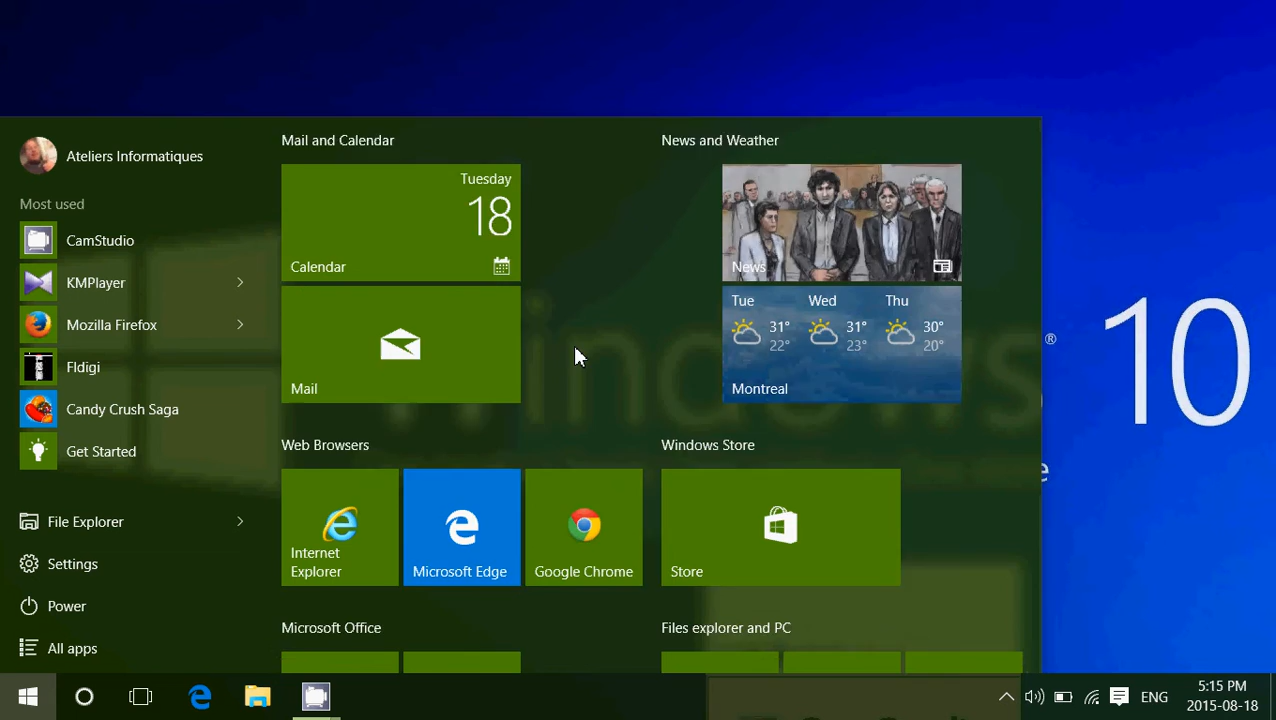 Ateliers Informatiques
Most used
CamStudio
KMPlayer
Mozilla Firefox
Fldigi
Candy Crush Saga
Get Started
File Explorer
Settings
Power
All apps
Mail and Calendar
Tuesday
18
Calendar
Mail
News and Weather
News
Tue Wed Thu
31° 31° 30°
22° 23° 20°
Montreal
Web Browsers
Internet
Explorer
Microsoft Edge
Google Chrome
Windows Store
Store
Microsoft Office
Files explorer and PC
Windows® 10
ENG
5:15 PM
2015-08-18